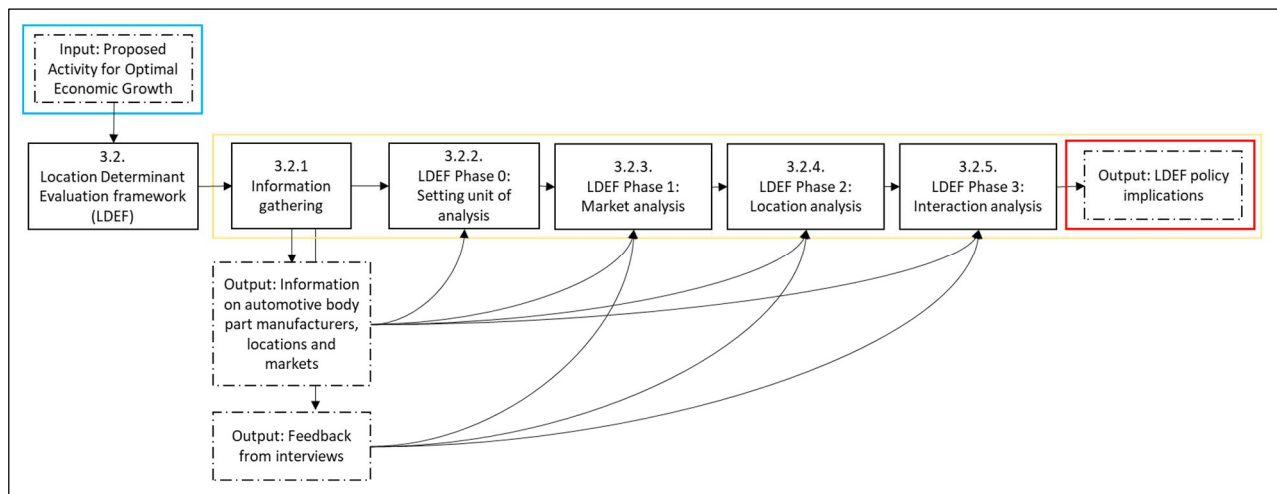 Input: Proposed
Activity for Optimal
Economic Growth
3.2.
Location Determinant
Evaluation framework
(LDEF)
3.2.1
Information
gathering
3.2.2.
LDEF Phase 0:
Setting unit of
analysis
3.2.3.
LDEF Phase 1:
Market analysis
3.2.4.
LDEF Phase 2:
Location analysis
3.2.5.
LDEF Phase 3:
Interaction analysis
Output: LDEF policy
implications
Output: Information
on automotive body
part manufacturers,
locations and
markets
Output: Feedback
from interviews